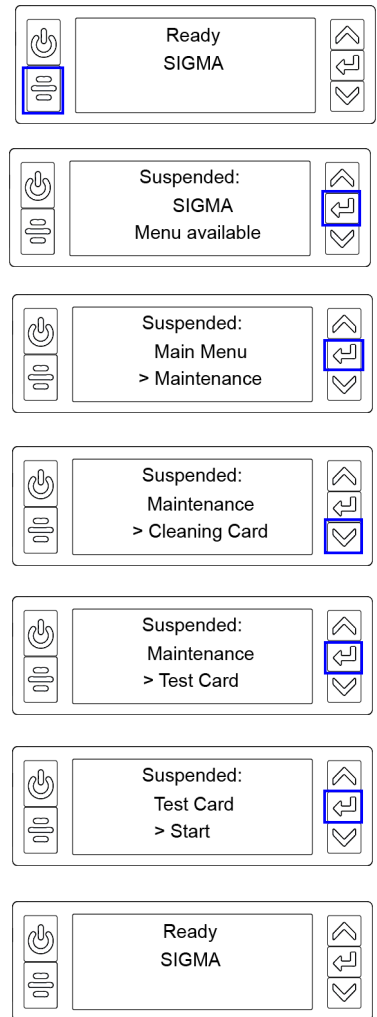 Ready
SIGMA
Suspended:
SIGMA
Menu available
Suspended:
Main Menu
> Maintenance
Suspended:
Maintenance
> Cleaning Card
Suspended:
Maintenance
> Test Card
Suspended:
Test Card
> Start
Ready
SIGMA